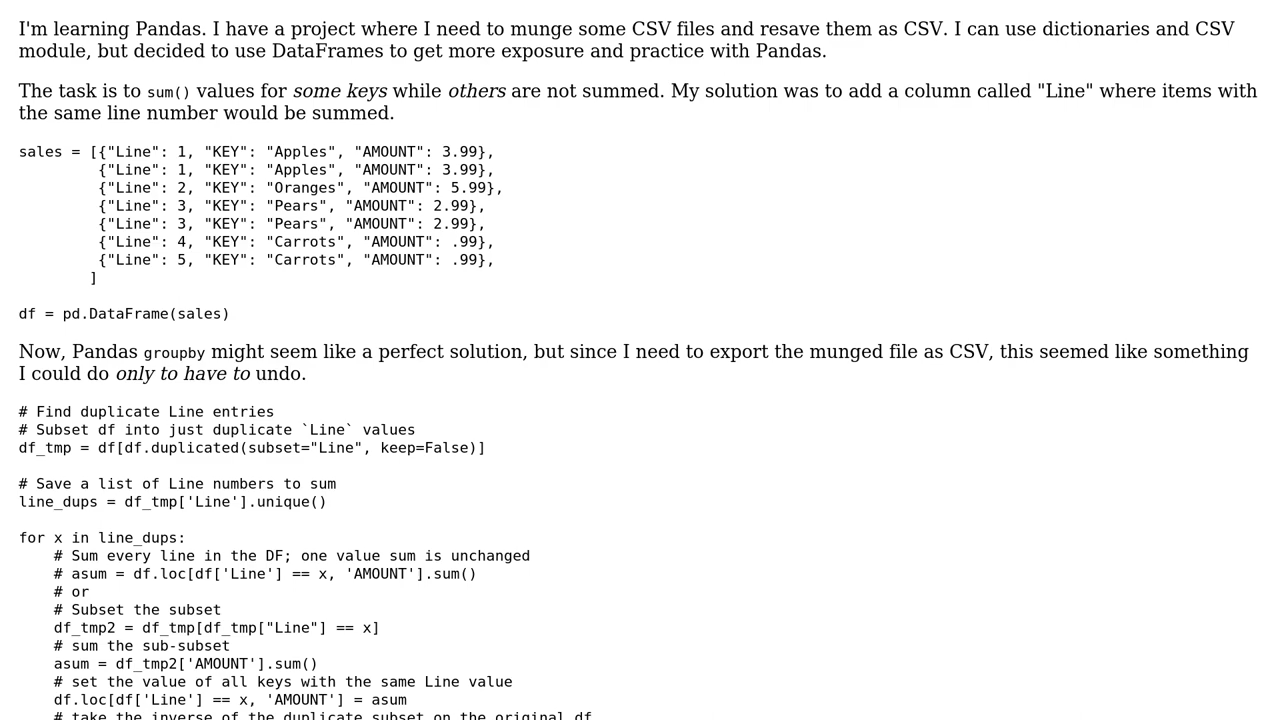 I'm learning Pandas. I have a project where I need to munge some CSV files and resave them as CSV. I can use dictionaries and CSV
module, but decided to use DataFrames to get more exposure and practice with Pandas.
The task is to sum() values for some keys while others are not summed. My solution was to add a column called "Line" where items with
the same line number would be summed.
sales = [{"Line": 1, "KEY": "Apples", "AMOUNT": 3.99},
         {"Line": 1, "KEY": "Apples", "AMOUNT": 3.99},
         {"Line": 2, "KEY": "Oranges", "AMOUNT": 5.99},
         {"Line": 3, "KEY": "Pears", "AMOUNT": 2.99},
         {"Line": 3, "KEY": "Pears", "AMOUNT": 2.99},
         {"Line": 4, "KEY": "Carrots", "AMOUNT": .99},
         {"Line": 5, "KEY": "Carrots", "AMOUNT": .99},
        ]
df = pd.DataFrame(sales)
Now, Pandas groupby might seem like a perfect solution, but since I need to export the munged file as CSV, this seemed like something
I could do only to have to undo.
# Find duplicate Line entries
# Subset df into just duplicate `Line` values
df_tmp = df[df.duplicated(subset="Line", keep=False)]
# Save a list of Line numbers to sum
line_dups = df_tmp['Line'].unique()
for x in line_dups:
    # Sum every line in the DF; one value sum is unchanged
    # asum = df.loc[df['Line'] == x, 'AMOUNT'].sum()
    # or
    # Subset the subset
    df_tmp2 = df_tmp[df_tmp["Line"] == x]
    # sum the sub-subset
    asum = df_tmp2['AMOUNT'].sum()
    # set the value of all keys with the same Line value
    df.loc[df['Line'] == x, 'AMOUNT'] = asum
    # take the inverse of the duplicate subset on the original df